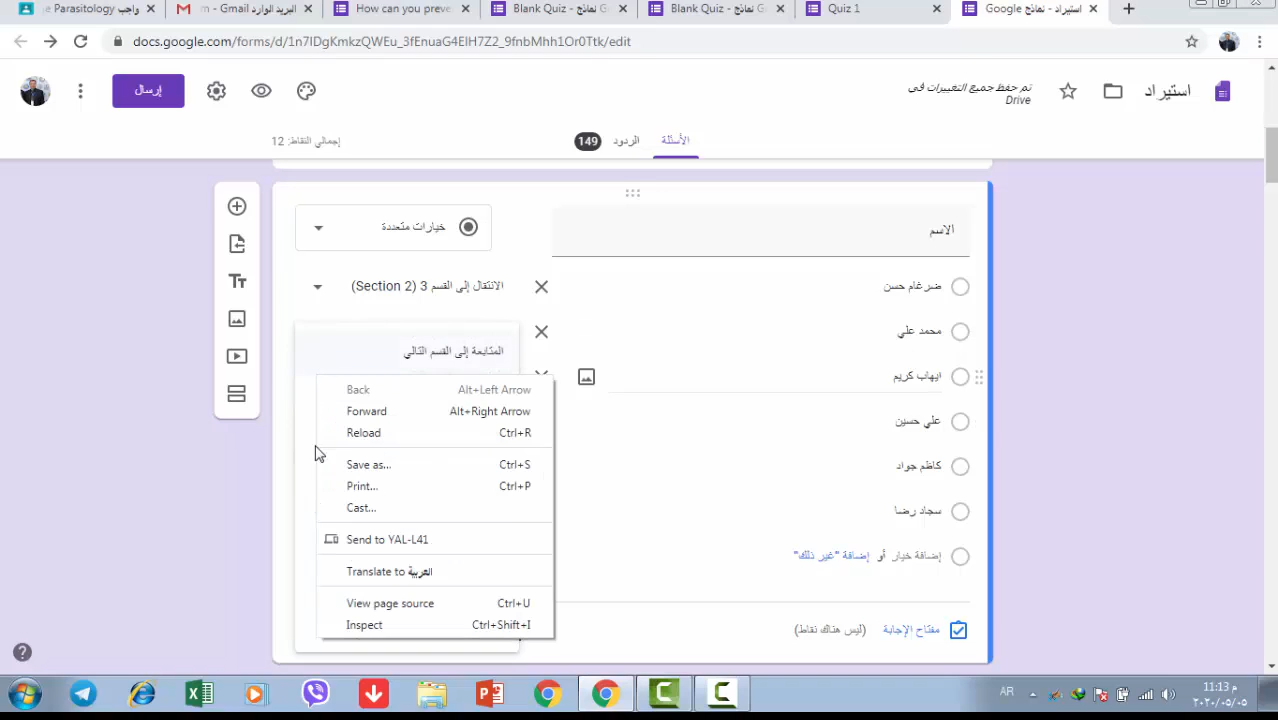 واجب Parasitology
البريد الوارد - Gmail
How can you preve
Blank Quiz - نماذج G
Blank Quiz - نماذج G
Quiz 1
استيراد - نماذج Google
docs.google.com/forms/d/1n7IDgKmkzQWEu_3fEnuaG4EIH7Z2_9fnbMhh1Or0Ttk/edit
استيراد
تم حفظ جميع التغييرات في
Drive
إرسال
الأسئلة
الردود
149
إجمالي النقاط: 12
الاسم
خيارات متعددة
ضرغام حسن
الانتقال إلى القسم 3 (Section 2)
محمد علي
المتابعة إلى القسم التالي
ايهاب كريم
علي حسين
كاظم جواد
سجاد رضا
إضافة خيار أو إضافة "غير ذلك"
مفتاح الإجابة (ليس هناك نقاط)
Back Alt+Left Arrow
Forward Alt+Right Arrow
Reload Ctrl+R
Save as... Ctrl+S
Print... Ctrl+P
Cast...
Send to YAL-L41
Translate to العربية
View page source Ctrl+U
Inspect Ctrl+Shift+I
AR
11:13 م
٢٠٢٠/٠٥/٠٥